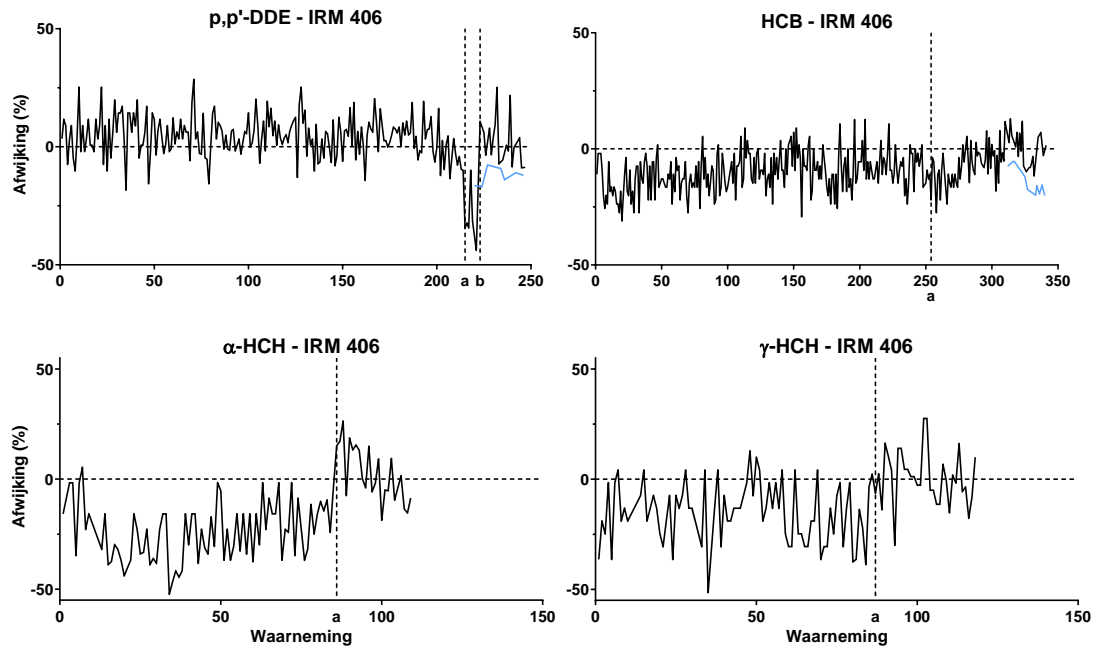 p,p'-DDE - IRM 406
50
0
-50
Afwijking (%)
0 50 100 150 200 a b 250
HCB - IRM 406
50
0
-50
0 50 100 150 200 250 300 350
a
α-HCH - IRM 406
50
0
-50
Afwijking (%)
0 50 a 100 150
Waarneming
γ-HCH - IRM 406
50
0
-50
0 50 a 100 150
Waarneming